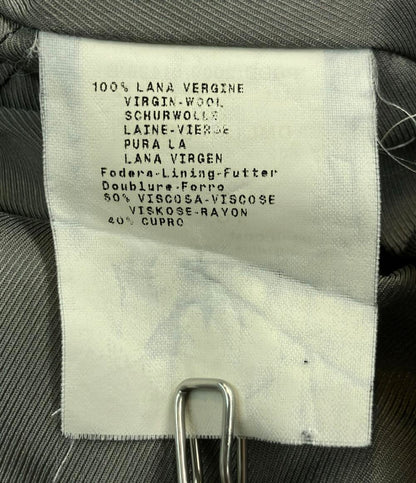 100% LANA VERGINE
VIRGIN-WOOL
SCHURWOLLE
LAINE-VIERGE
PURA LA
LANA VIRGEN
Fodera-Lining-Futter
Doublure-Forro
60% VISCOSA-VISCOSE
VISKOSE-RAYON
40% CUPRO